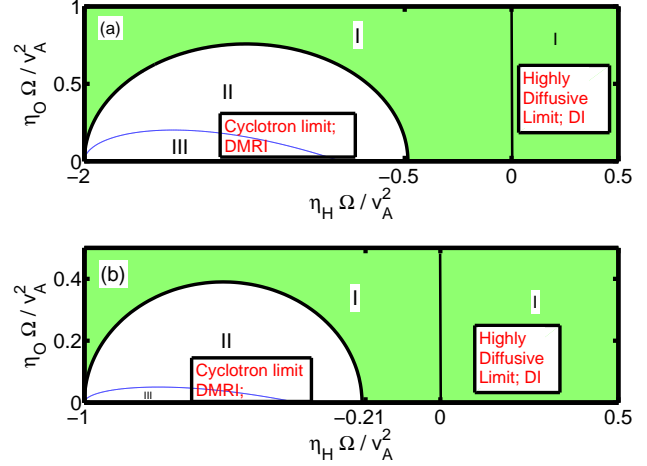 (a)
I
I
II
III
Cyclotron limit;
DMRI
Highly
Diffusive
Limit; DI
1
0.5
0
η_O Ω / v_A^2
−2
−0.5
0
0.5
η_H Ω / v_A^2
(b)
I
I
II
III
Cyclotron limit
DMRI;
Highly
Diffusive
Limit; DI
0.4
0.2
0
η_O Ω / v_A^2
−1
−0.21
0
0.5
η_H Ω / v_A^2